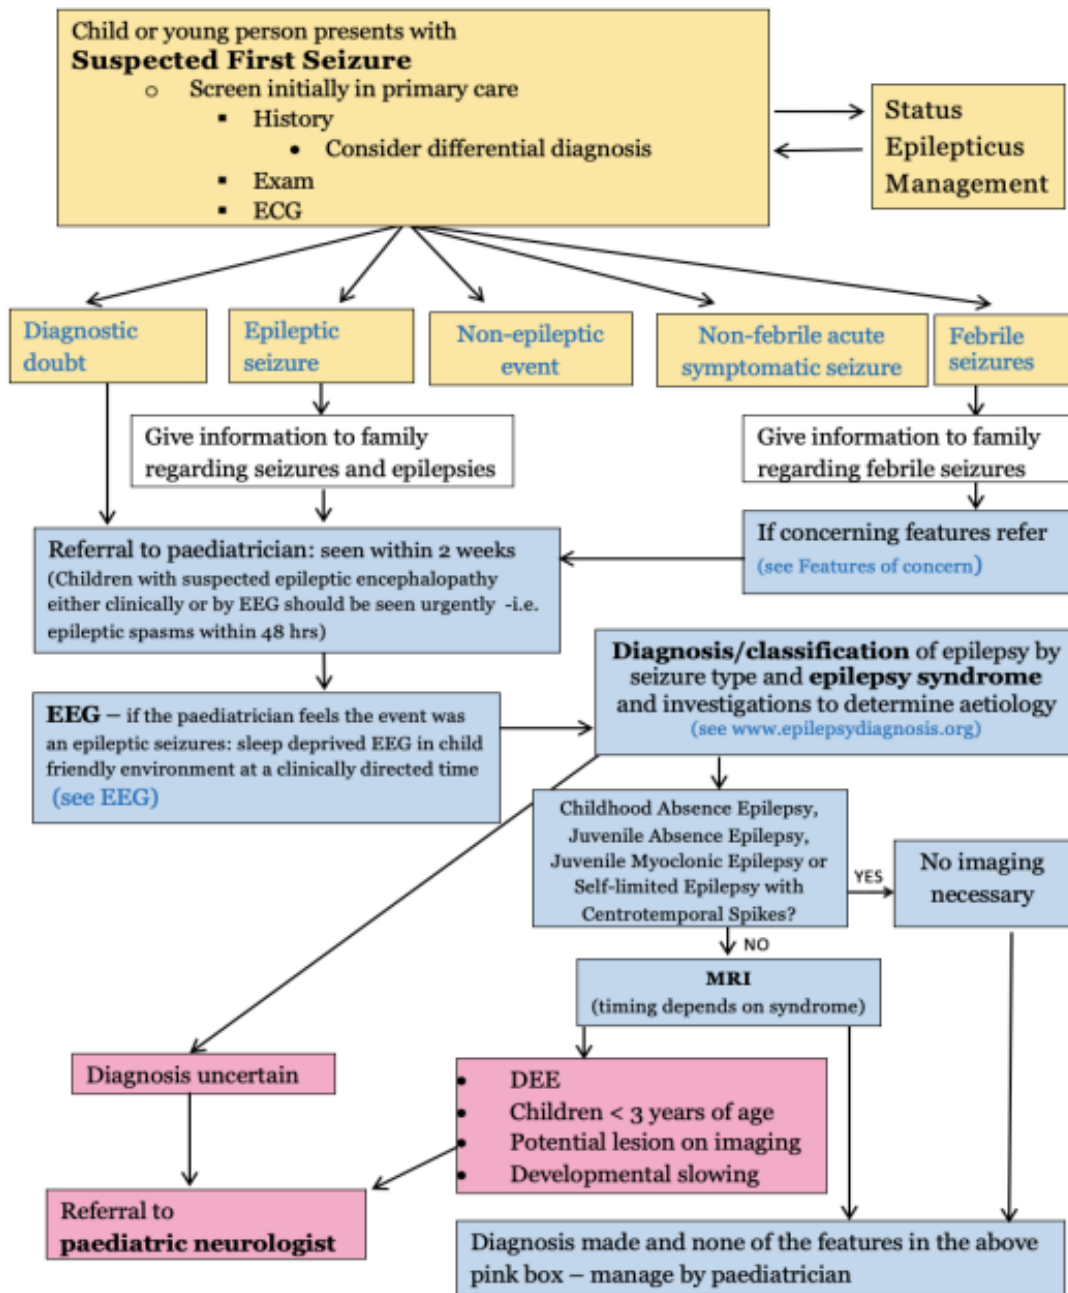 Child or young person presents with
Suspected First Seizure
o Screen initially in primary care
▪ History
• Consider differential diagnosis
▪ Exam
▪ ECG
Status
Epilepticus
Management
Diagnostic
doubt
Epileptic
seizure
Non-epileptic
event
Non-febrile acute
symptomatic seizure
Febrile
seizures
Give information to family
regarding seizures and epilepsies
Give information to family
regarding febrile seizures
Referral to paediatrician: seen within 2 weeks
(Children with suspected epileptic encephalopathy
either clinically or by EEG should be seen urgently -i.e.
epileptic spasms within 48 hrs)
If concerning features refer
(see Features of concern)
Diagnosis/classification of epilepsy by
seizure type and epilepsy syndrome
and investigations to determine aetiology
(see www.epilepsydiagnosis.org)
EEG – if the paediatrician feels the event was
an epileptic seizures: sleep deprived EEG in child
friendly environment at a clinically directed time
(see EEG)
Childhood Absence Epilepsy,
Juvenile Absence Epilepsy,
Juvenile Myoclonic Epilepsy or
Self-limited Epilepsy with
Centrotemporal Spikes?
YES
No imaging
necessary
NO
MRI
(timing depends on syndrome)
Diagnosis uncertain
• DEE
• Children < 3 years of age
• Potential lesion on imaging
• Developmental slowing
Referral to
paediatric neurologist
Diagnosis made and none of the features in the above
pink box – manage by paediatrician